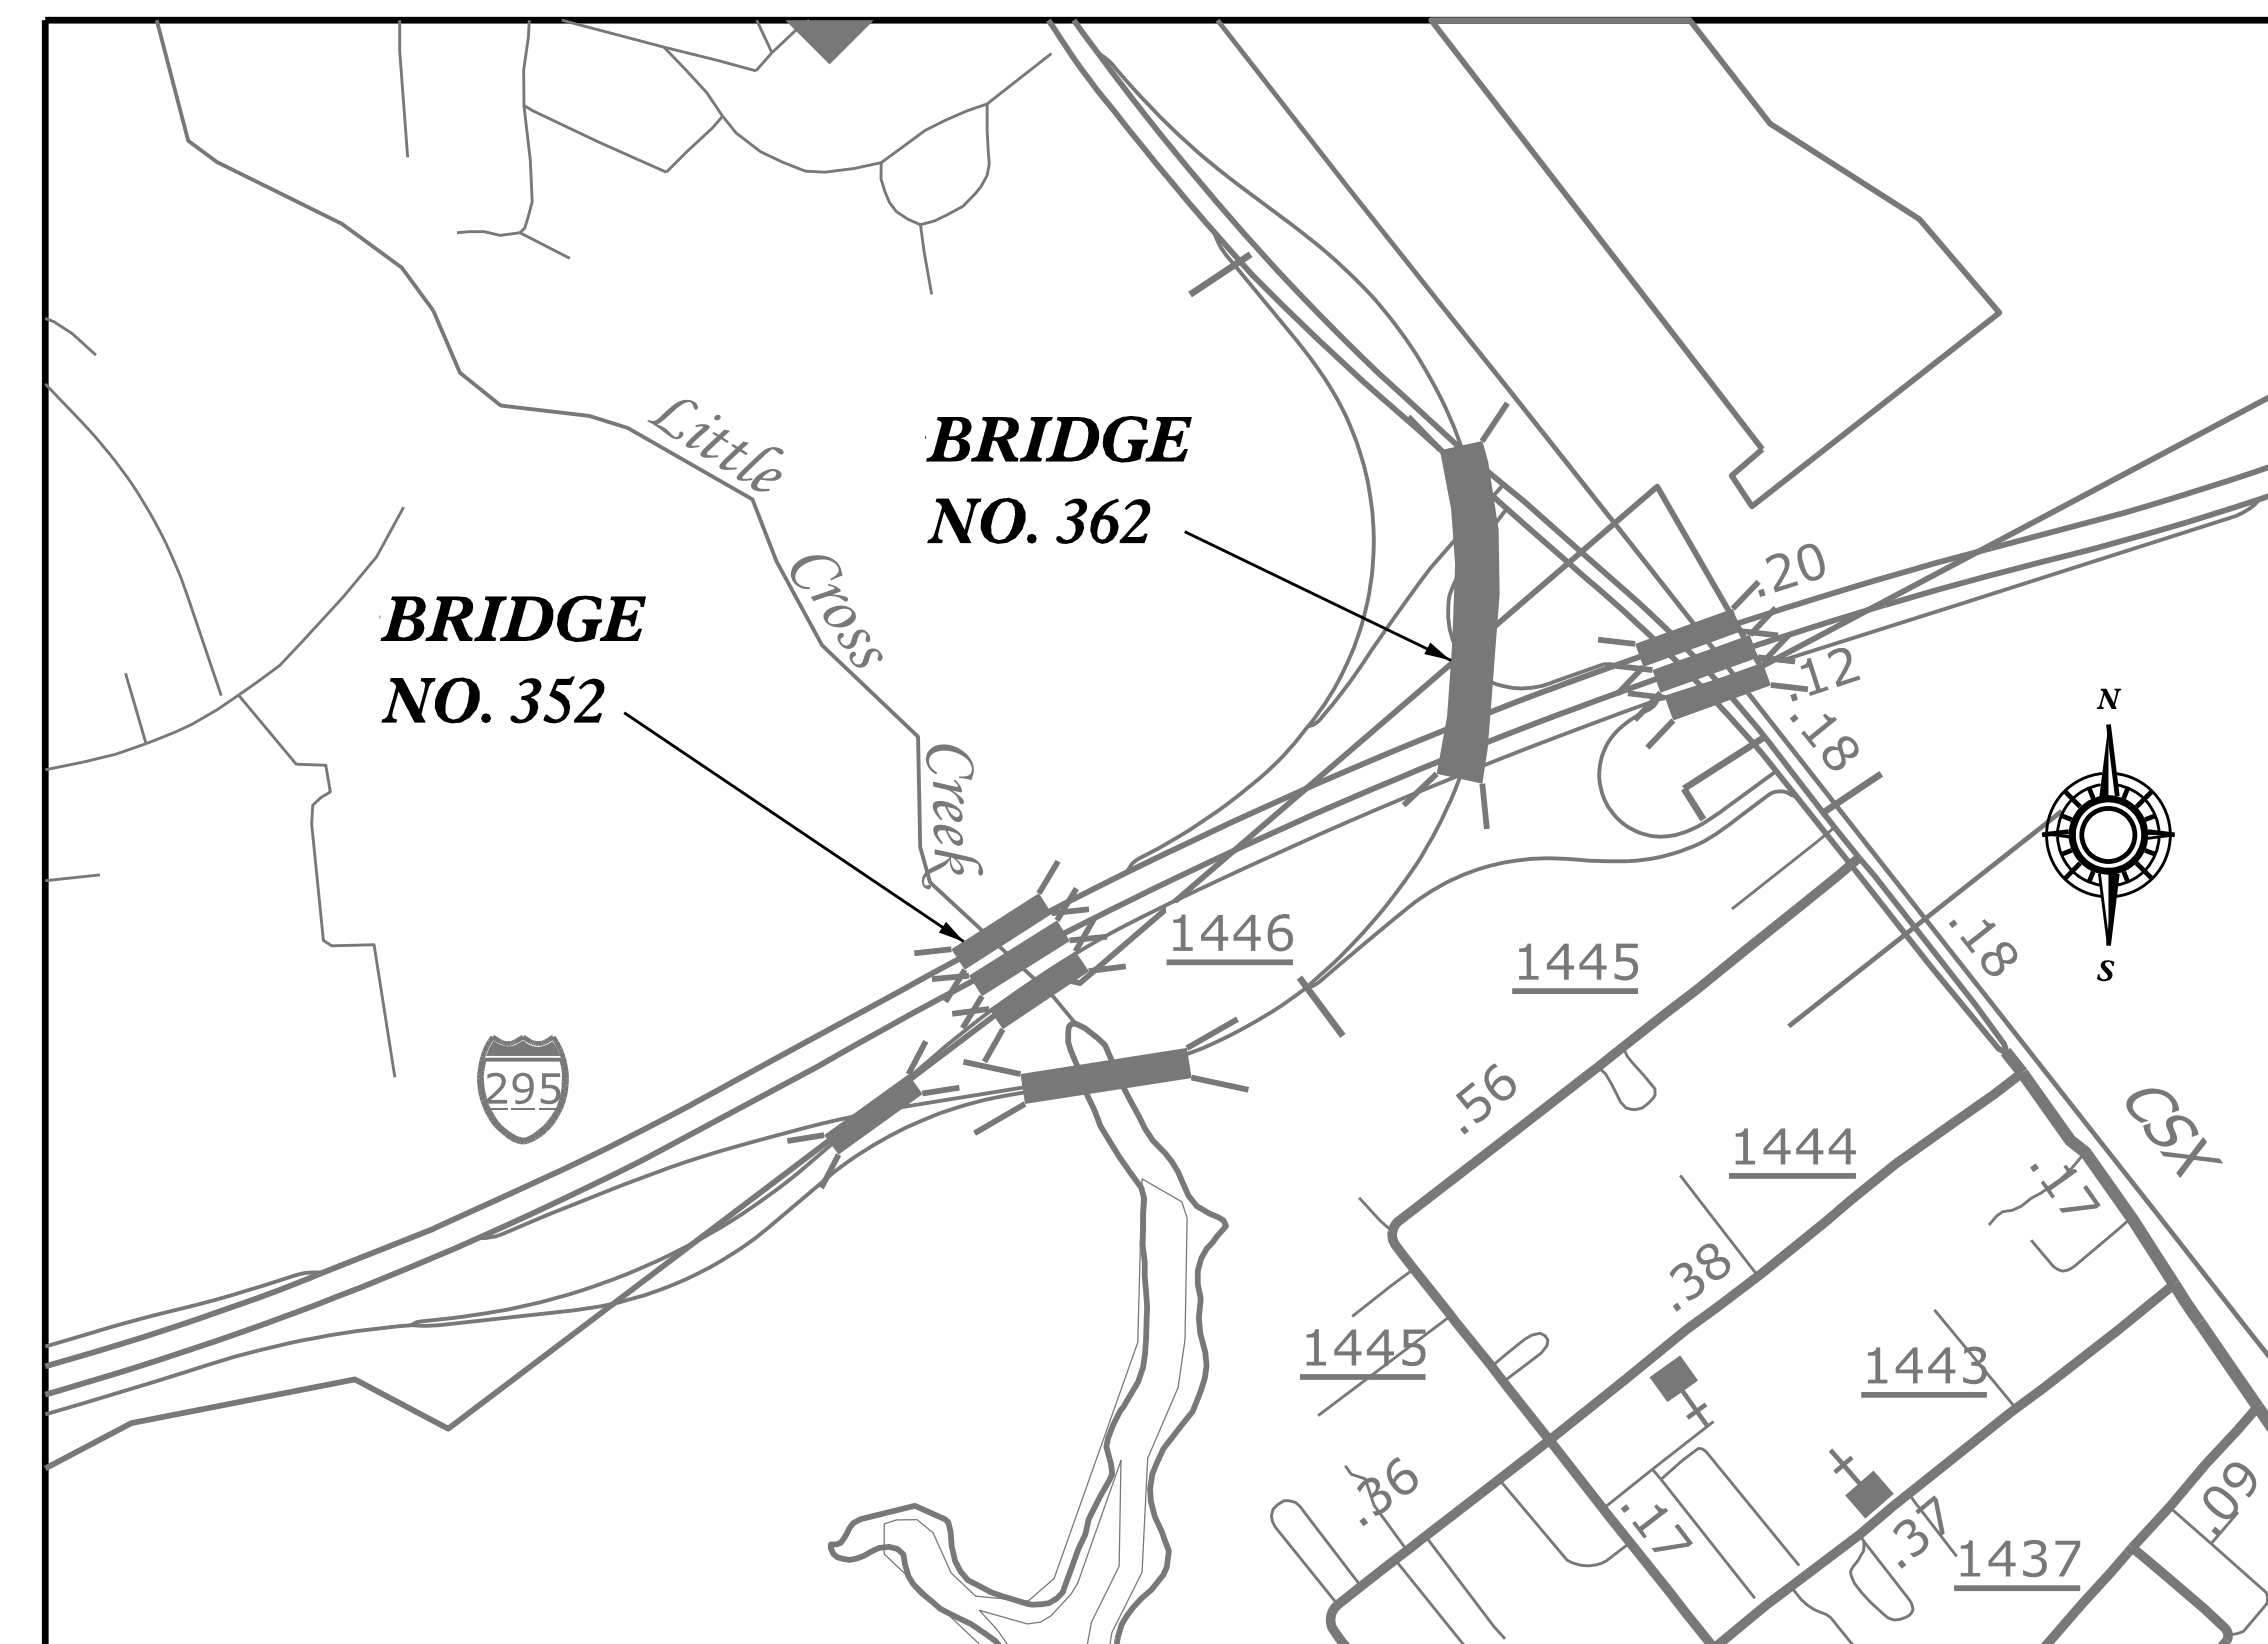 BRIDGE
NO. 362
BRIDGE
NO. 352
Little
Cross
Creek
.20
.12
.18
N
S
.18
1446
1445
295
.56
1444
CSX
.17
.38
1445
1443
.36
.17
.37
.09
1437